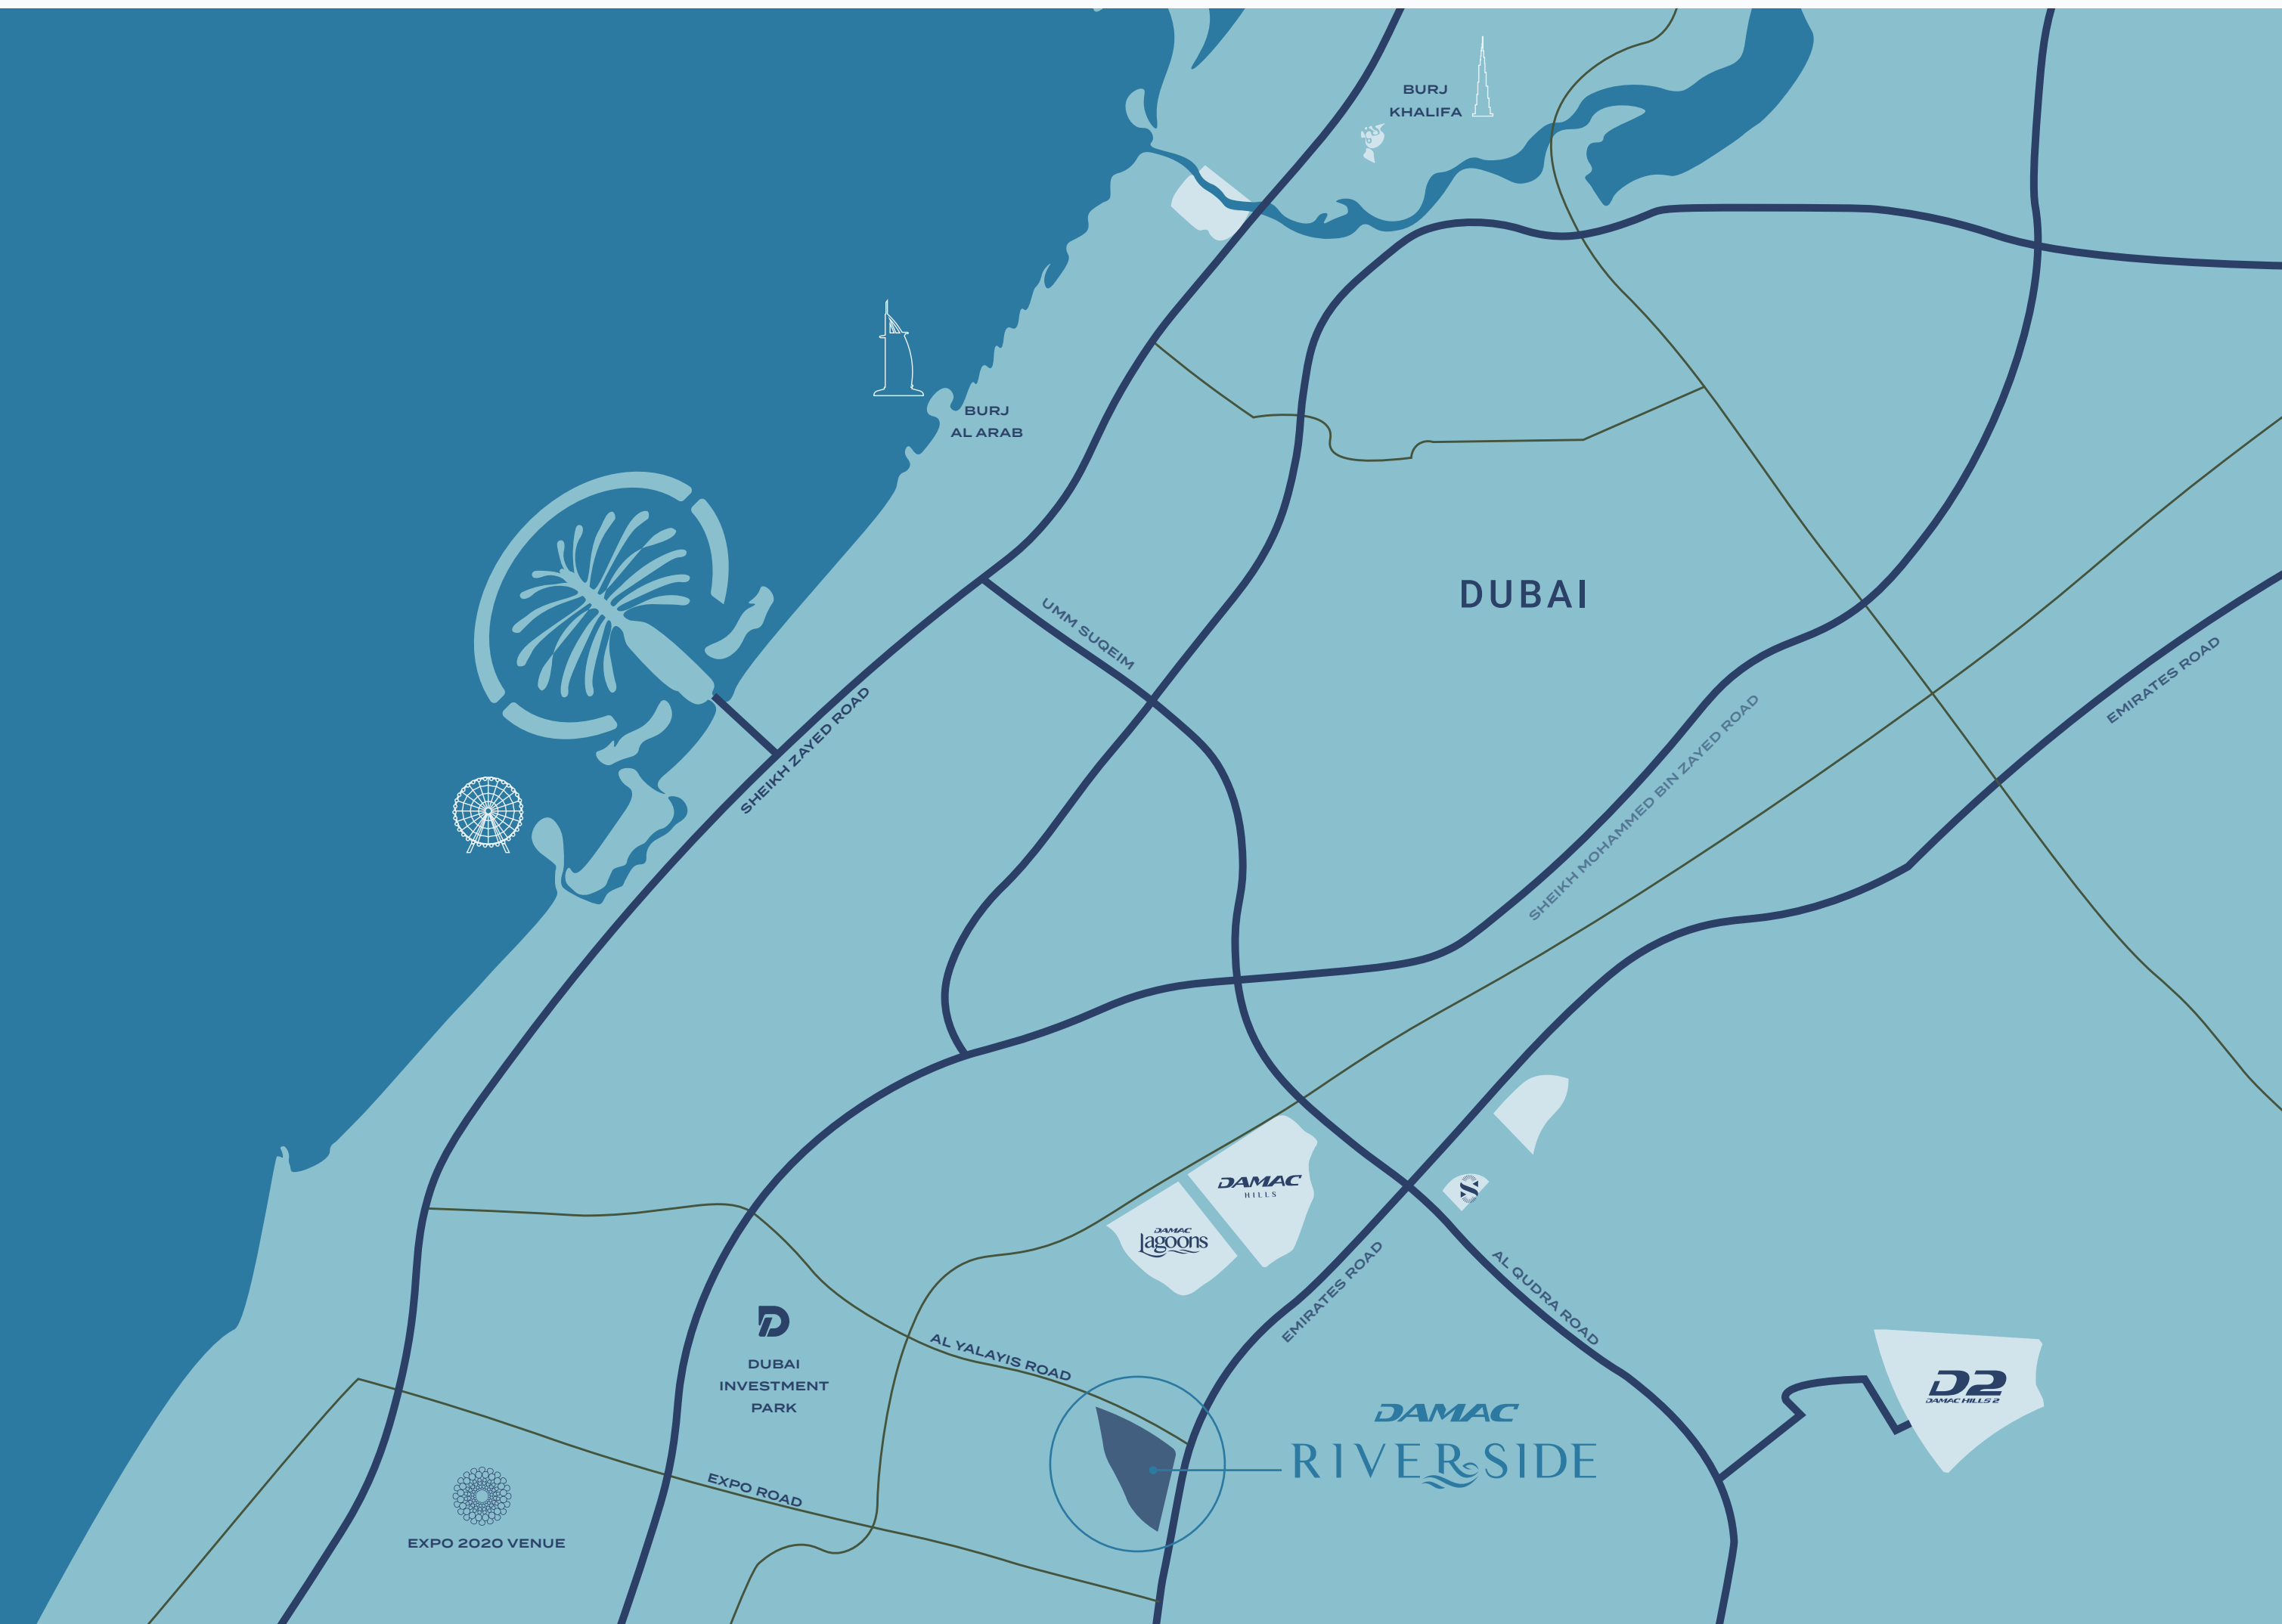 BURJ
KHALIFA
BURJ
AL ARAB
DUBAI
UMM SUQEIM
SHEIKH ZAYED ROAD
EMIRATES ROAD
SHEIKH MOHAMMED BIN ZAYED ROAD
DAMAC
HILLS
S
DAMAC
lagoons
EMIRATES ROAD
AL QUDRA ROAD
DUBAI
INVESTMENT
PARK
AL YALAYIS ROAD
D2
DAMAC HILLS 2
DAMAC
RIVERSIDE
EXPO ROAD
EXPO 2020 VENUE